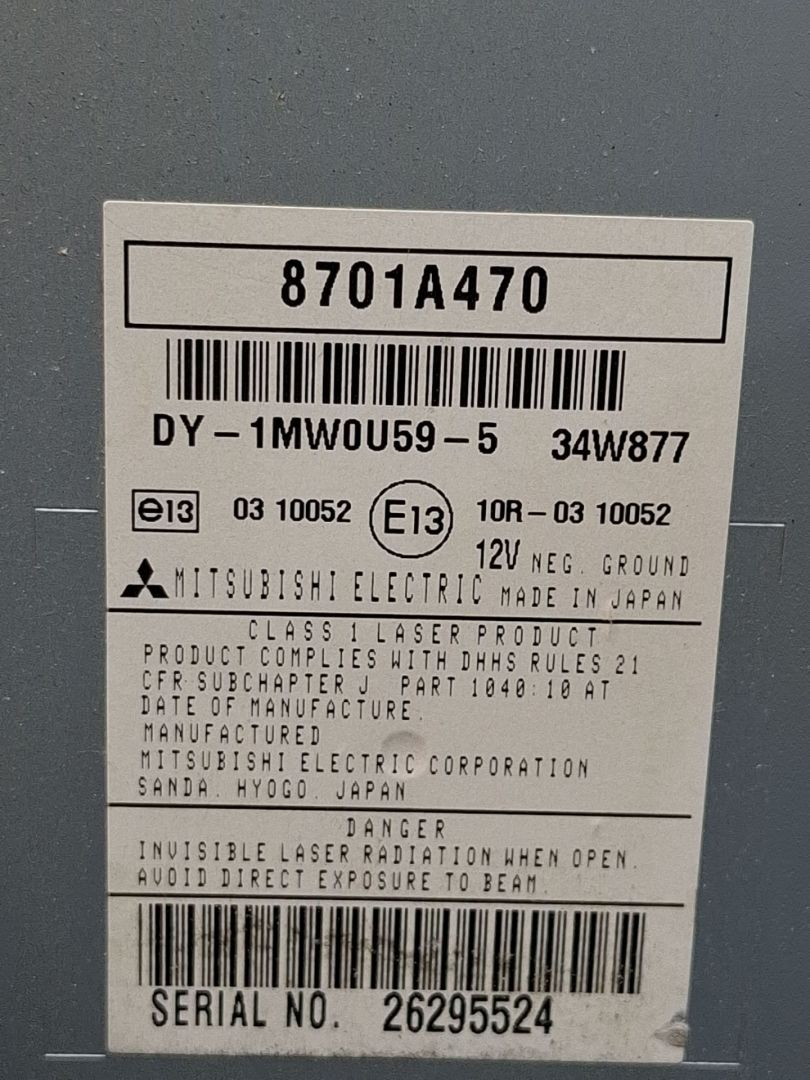 8701A470
DY-1MW0U59-5 34W877
e13 03 10052 E13 10R-03 10052
12V NEG. GROUND
MITSUBISHI ELECTRIC MADE IN JAPAN
CLASS 1 LASER PRODUCT
PRODUCT COMPLIES WITH DHHS RULES 21
CFR SUBCHAPTER J PART 1040:10 AT
DATE OF MANUFACTURE.
MANUFACTURED
MITSUBISHI ELECTRIC CORPORATION
SANDA. HYOGO. JAPAN
DANGER
INVISIBLE LASER RADIATION WHEN OPEN.
AVOID DIRECT EXPOSURE TO BEAM.
SERIAL NO. 26295524